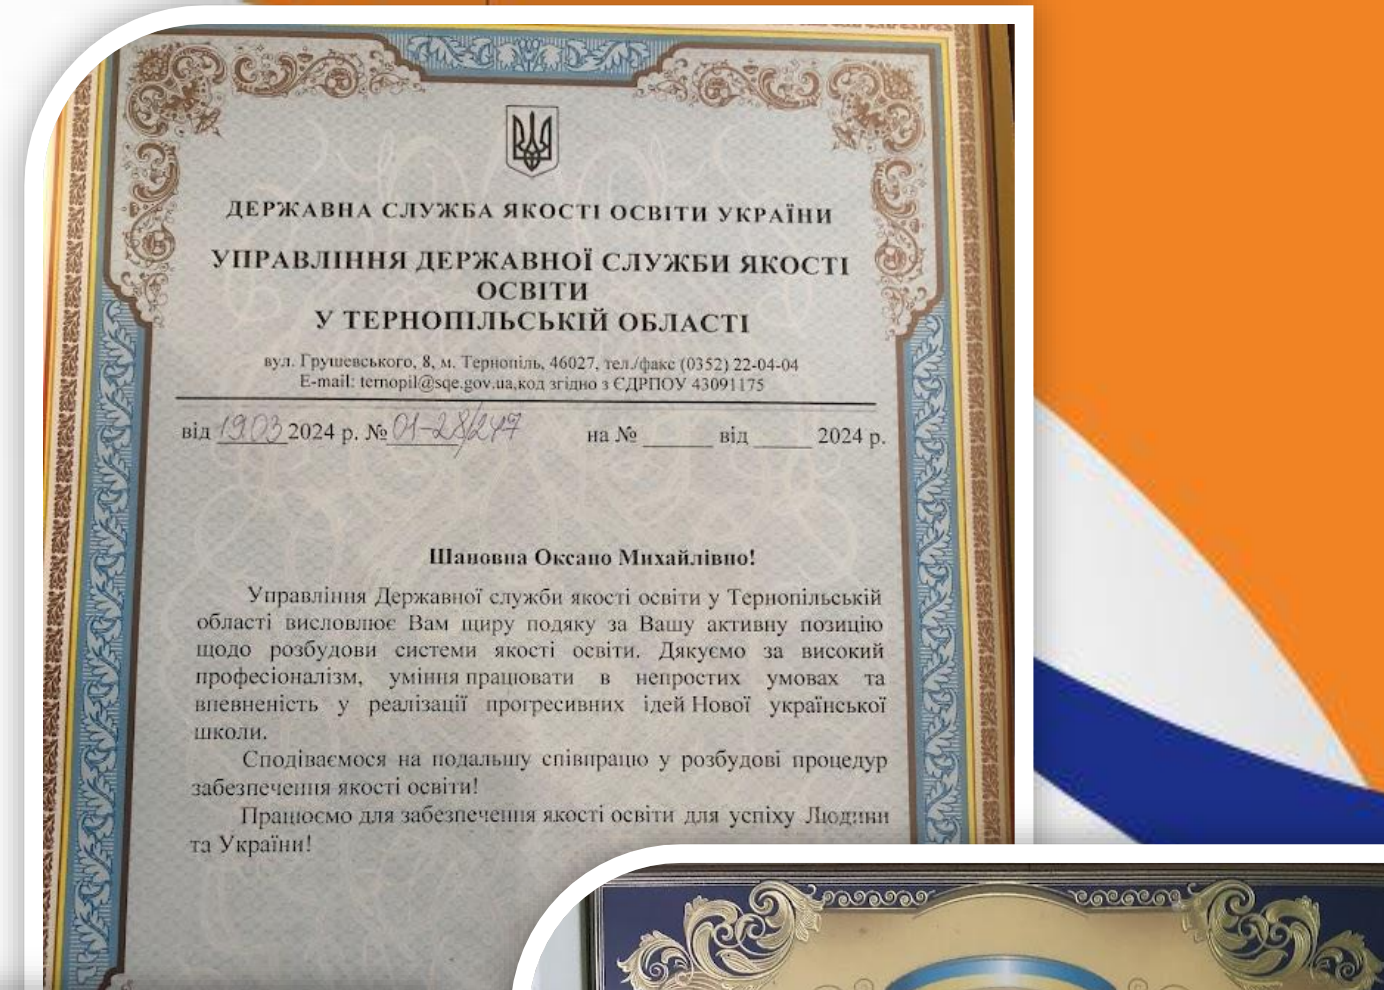 ДЕРЖАВНА СЛУЖБА ЯКОСТІ ОСВІТИ УКРАЇНИ
УПРАВЛІННЯ ДЕРЖАВНОЇ СЛУЖБИ ЯКОСТІ
ОСВІТИ
У ТЕРНОПІЛЬСЬКІЙ ОБЛАСТІ
вул. Грушевського, 8, м. Тернопіль, 46027, тел./факс (0352) 22-04-04
E-mail: ternopil@sqe.gov.ua,код згідно з ЄДРПОУ 43091175
від 19.03 2024 р. № 01-28/247 на № ______ від ______ 2024 р.
Шановна Оксано Михайлівно!
Управління Державної служби якості освіти у Тернопільській
області висловлює Вам щиру подяку за Вашу активну позицію
щодо розбудови системи якості освіти. Дякуємо за високий
професіоналізм, уміння працювати в непростих умовах та
впевненість у реалізації прогресивних ідей Нової української
школи.
Сподіваємося на подальшу співпрацю у розбудові процедур
забезпечення якості освіти!
Працюємо для забезпечення якості освіти для успіху Людини
та України!